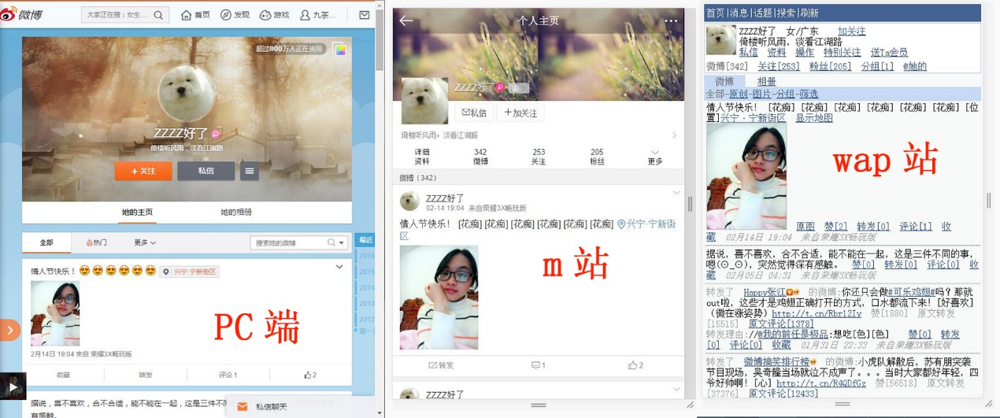 微博
大家正在搜：女生...
首页
发现
游戏
九茶...
超过800万人正在使用
ZZZZ好了
倚楼听风雨，淡看江湖路
+ 关注
私信
她的主页
她的相册
全部
热门
更多
搜索她的微博
最近
2016
2015
2014
2013
2012
情人节快乐！
兴宁·宁新街区
PC 端
2月14日 19:04 来自 荣耀3X畅玩版
收藏
转发
评论 1
2
据说，喜不喜欢，合不合适，能不能在一起，这是三件不同
有感触。
私信聊天
个人主页
ZZZZ好了
私信
+加关注
倚楼听风雨，淡看江湖路
详细资料
342
微博
253
关注
205
粉丝
更多
微博（342）
ZZZZ好了
02-14 19:04 来自荣耀3X畅玩版
情人节快乐！ [花痴] [花痴] [花痴] [花痴] [花痴] [花痴] 兴宁·宁新街
区
m 站
转发
1
2
ZZZZ好了
首页|消息|话题|搜索|刷新
ZZZZ好了 女/广东 加关注
倚楼听风雨，淡看江湖路
私信 资料 操作 特别关注 送Ta会员
微博[342] 关注[253] 粉丝[205] 分组[1] @她的
微博 相册
全部-原创-图片-分组-筛选
情人节快乐！ [花痴] [花痴] [花痴] [花痴] [花痴] [花痴] [位
置]兴宁·宁新街区 显示地图
wap 站
原图 赞[2] 转发[0] 评论[1] 收
藏 02月14日 19:04 来自荣耀3X畅玩版
据说，喜不喜欢，合不合适，能不能在一起，这是三件不同的事，
嗯(⊙_⊙)，突然觉得深有感触。 赞[0] 转发[0] 评论[0] 收
藏 02月05日 04:31 来自荣耀3X畅玩版
转发了 Happy张江 的微博:你还只会做#可乐鸡翅#吗？那就
out啦，这些才是鸡翅正确打开的方式，口水都流下来！[好喜欢]
（微在涨姿势）http://t.cn/Rbr12Iy 赞[1880] 原文转发
[15515] 原文评论[1378]
转发理由://@我的前任是极品:想吃[色][色] 赞[0] 转发
[0] 评论[0] 收藏 01月31日 22:33 来自荣耀3X畅玩版
转发了 微博搞笑排行榜 的微博:小虎队解散后，苏有朋突袭
节目现场，吴奇隆当场就泣不成声了。。。当时大家都好年轻，四
爷好帅啊！[心] http://t.cn/R4QDfGz 赞[56518] 原文转发
[37376] 原文评论[12433]